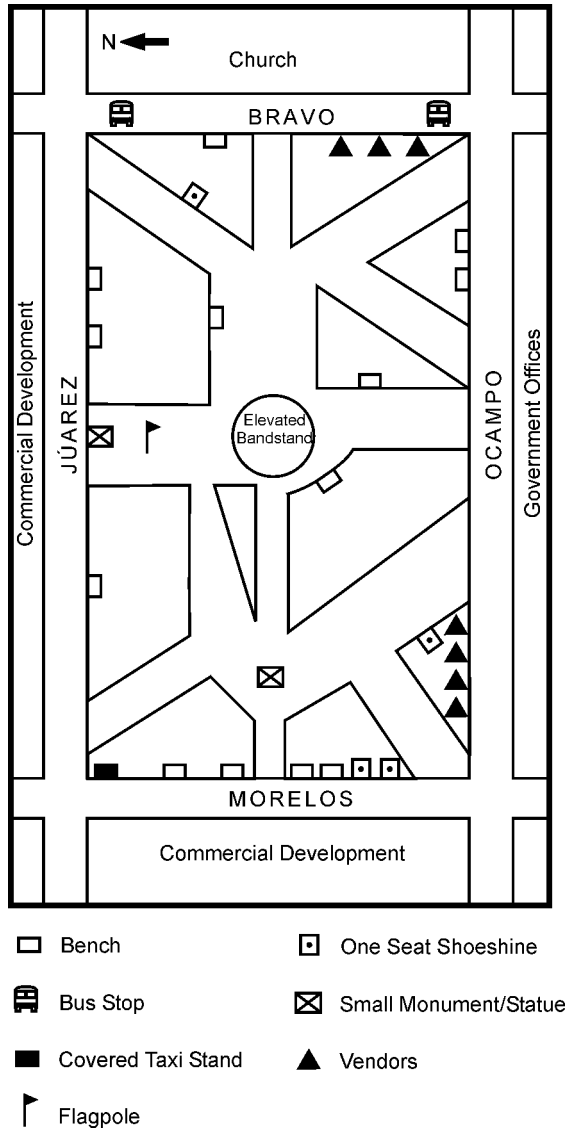 N
Church
BRAVO
Commercial Development
JÚAREZ
Elevated
Bandstand
OCAMPO
Government Offices
MORELOS
Commercial Development
Bench
One Seat Shoeshine
Bus Stop
Small Monument/Statue
Covered Taxi Stand
Vendors
Flagpole